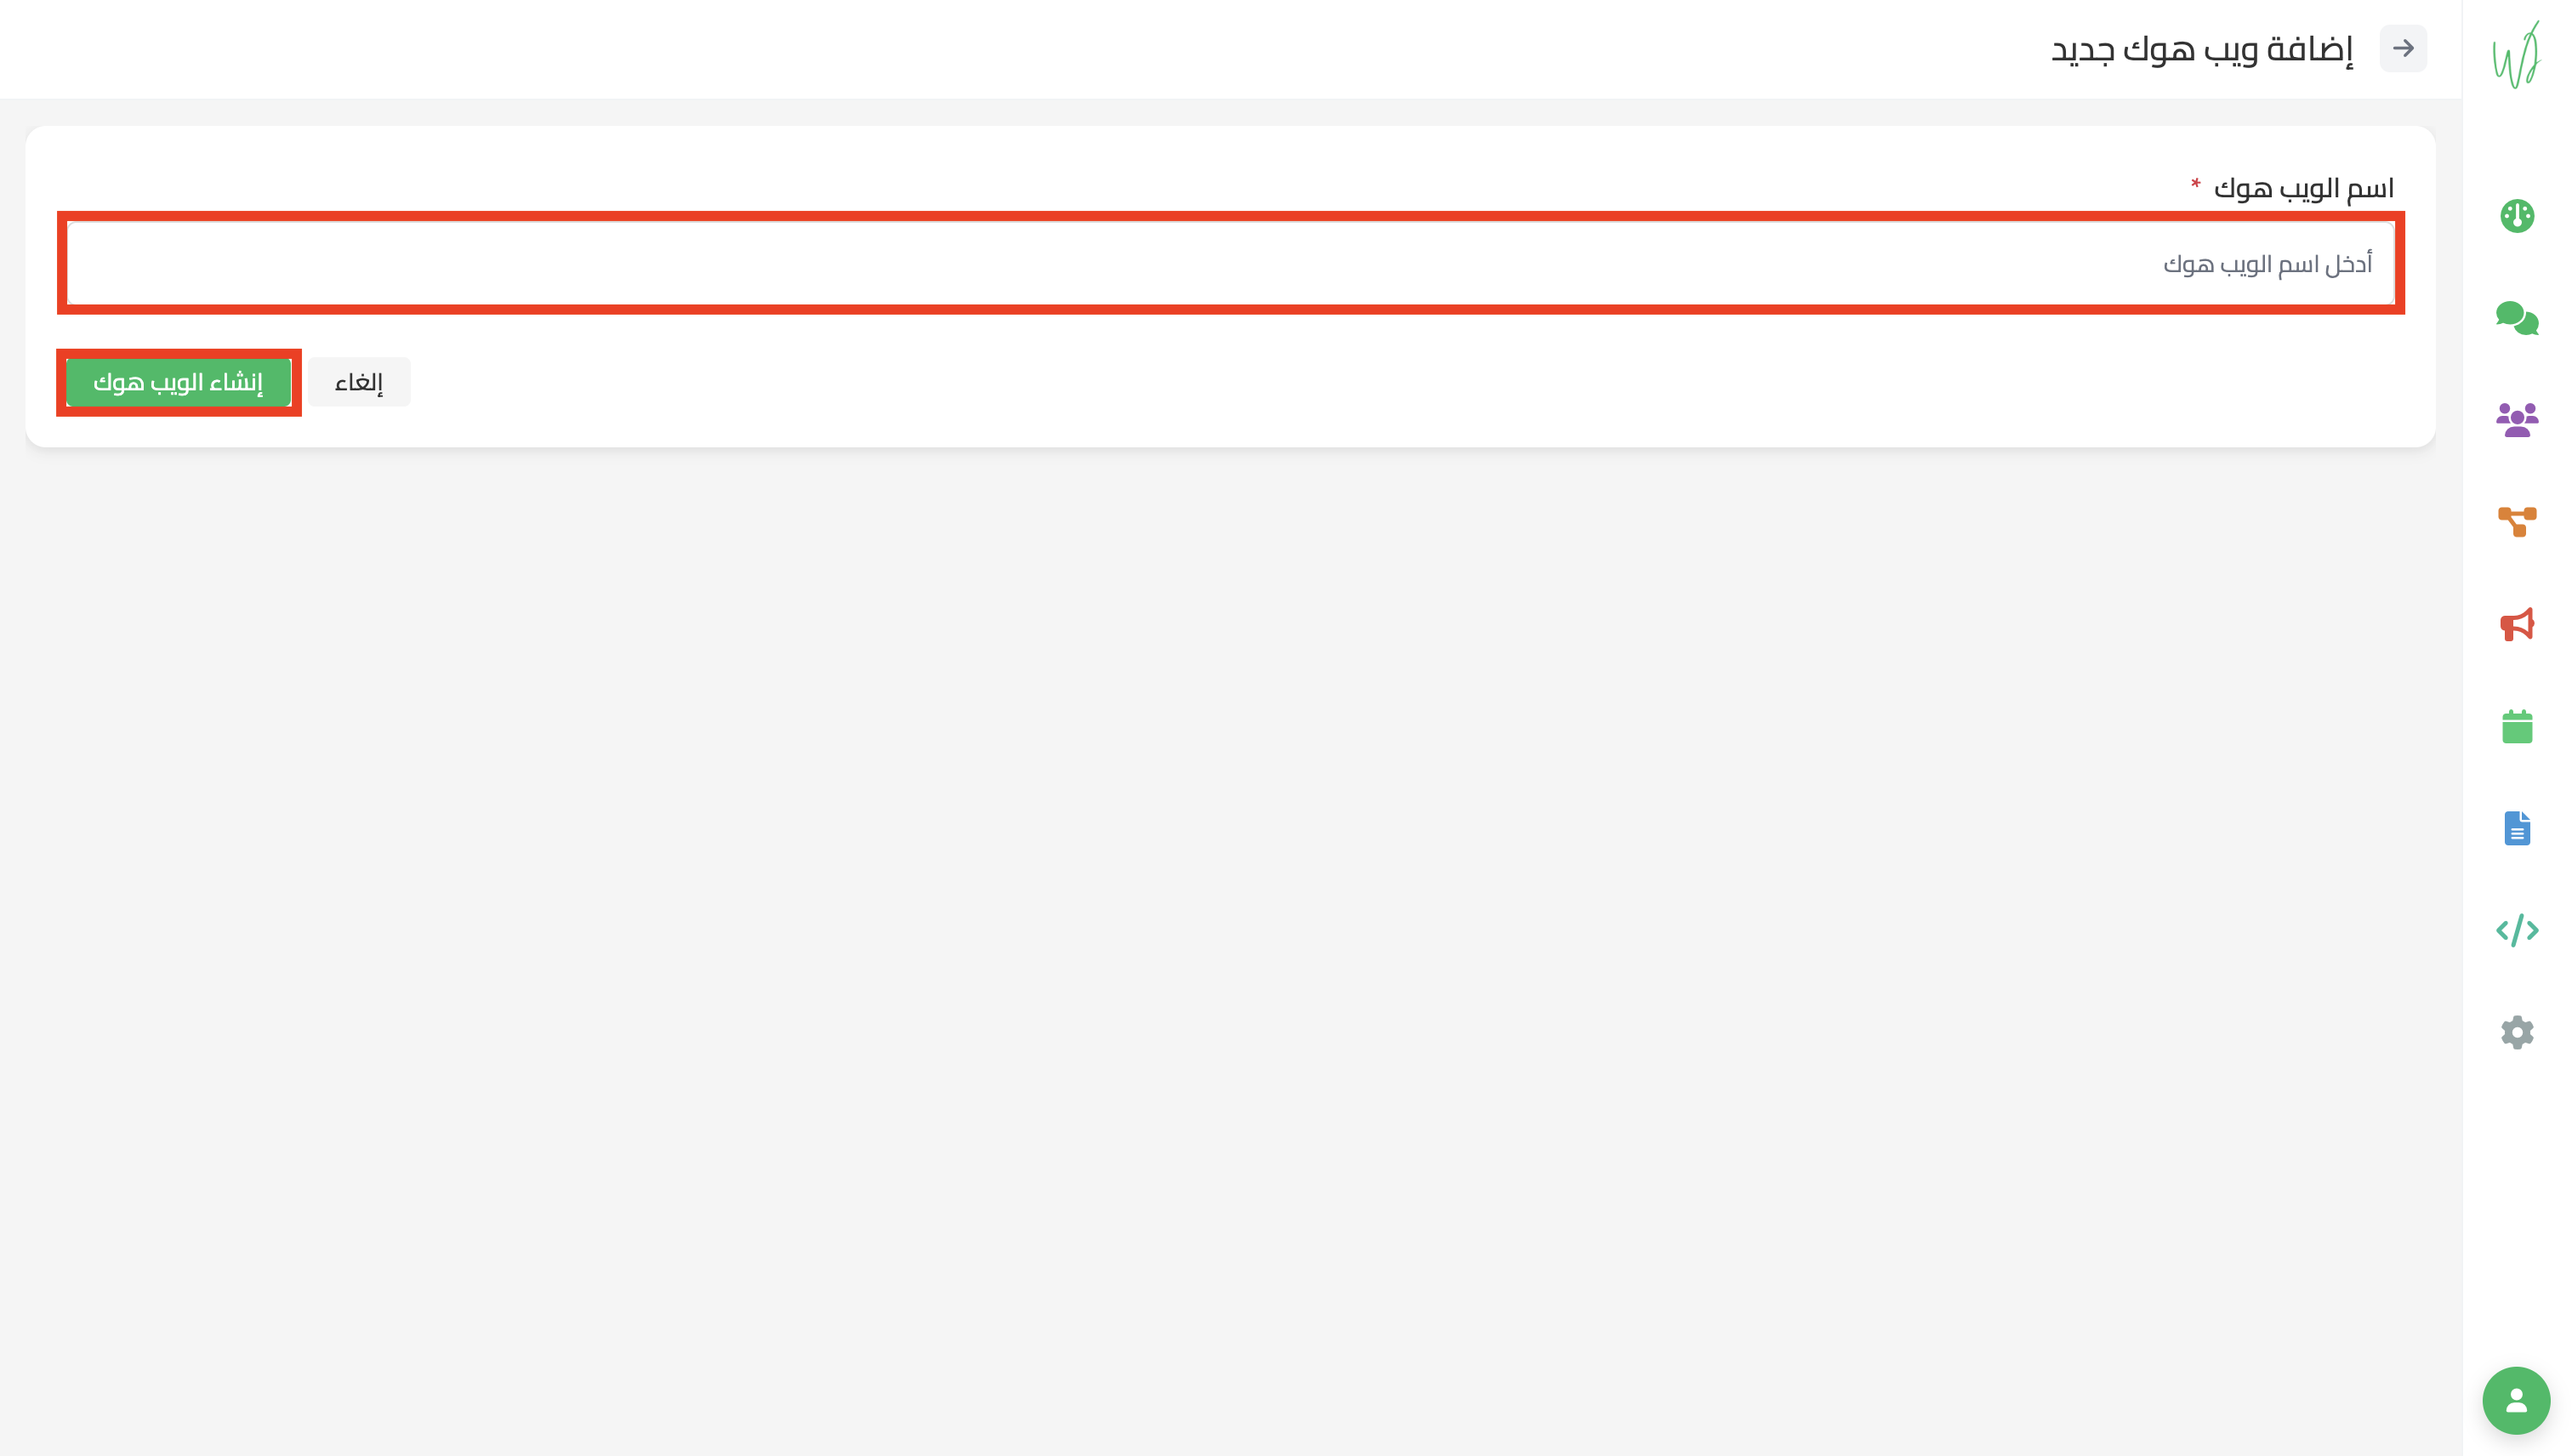 إضافة ويب هوك جديد
اسم الويب هوك *
أدخل اسم الويب هوك
إلغاء
إنشاء الويب هوك